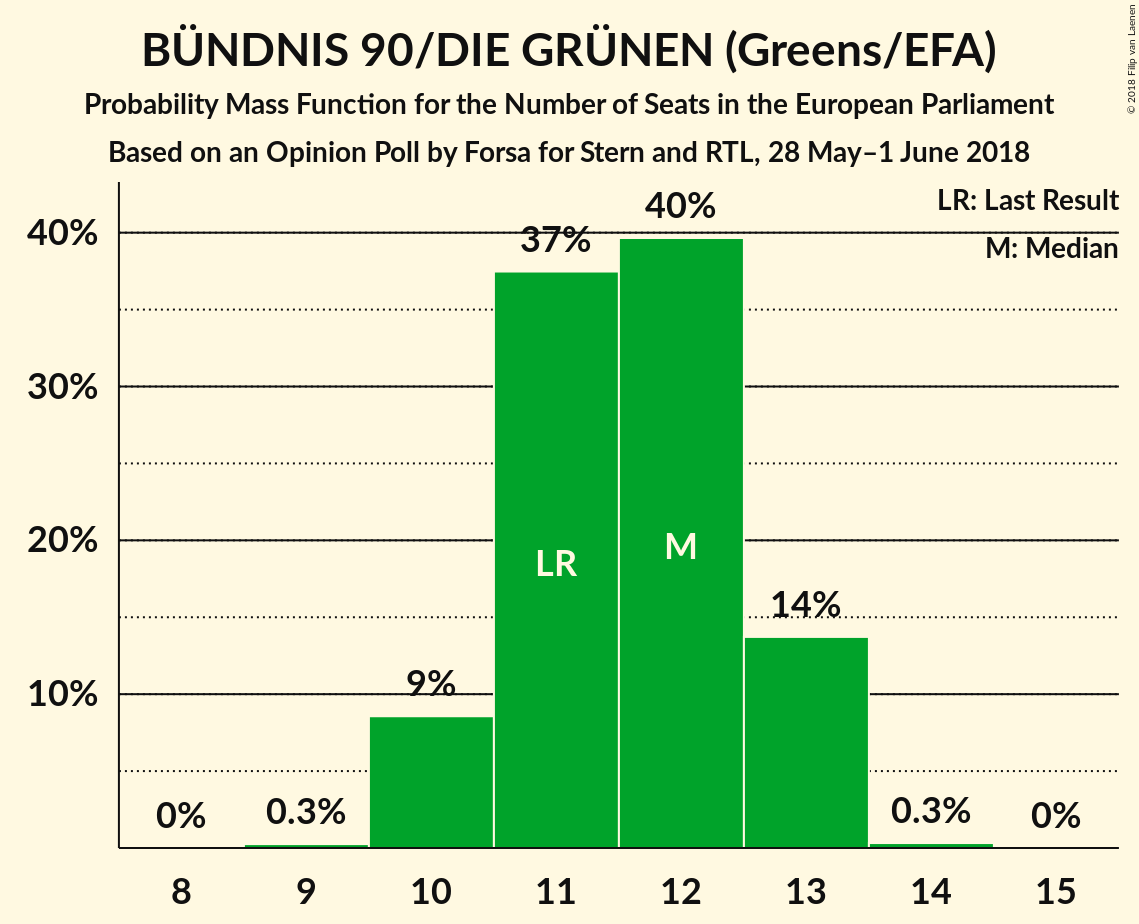 BÜNDNIS 90/DIE GRÜNEN (Greens/EFA)
Probability Mass Function for the Number of Seats in the European Parliament
Based on an Opinion Poll by Forsa for Stern and RTL, 28 May–1 June 2018
© 2018 Filip van Laenen
LR: Last Result
M: Median
40%
30%
20%
10%
0%
0.3%
9%
37%
40%
14%
0.3%
0%
LR
M
8 9 10 11 12 13 14 15